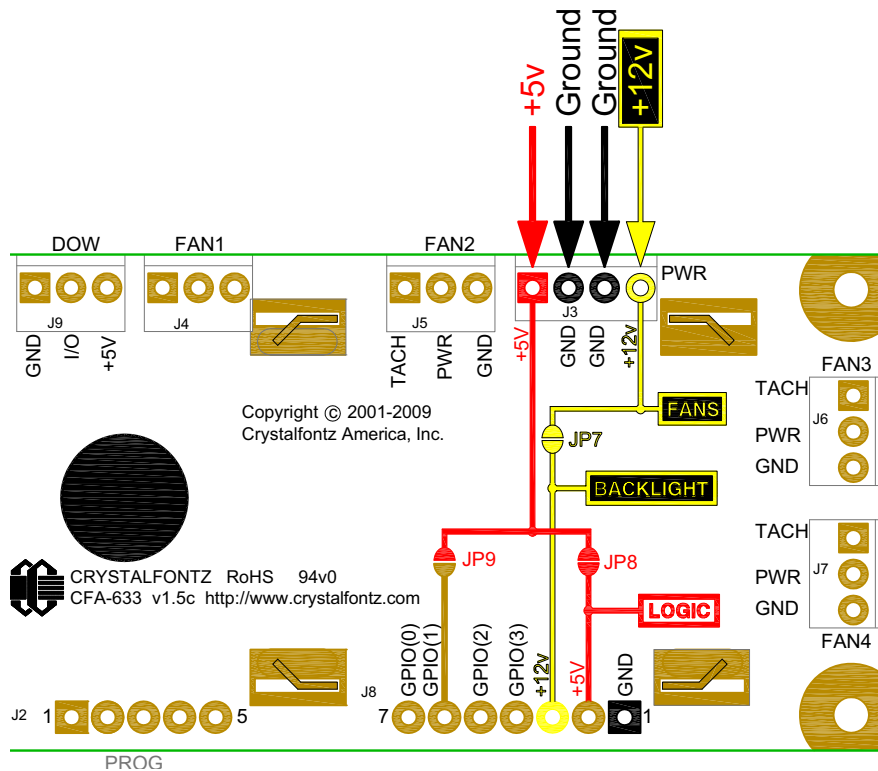 +5v
Ground
Ground
+12v
DOW
FAN1
FAN2
PWR
J9
J4
J5
J3
GND
I/O
+5V
TACH
PWR
GND
+5V
GND
GND
+12v
Copyright © 2001-2009
Crystalfontz America, Inc.
FANS
JP7
BACKLIGHT
FAN3
TACH
J6
PWR
GND
JP9
JP8
LOGIC
TACH
J7
PWR
GND
FAN4
CRYSTALFONTZ RoHS 94v0
CFA-633 v1.5c http://www.crystalfontz.com
GPIO(0)
GPIO(1)
GPIO(2)
GPIO(3)
+12v
+5V
GND
J2 1
5
J8
7
1
PROG